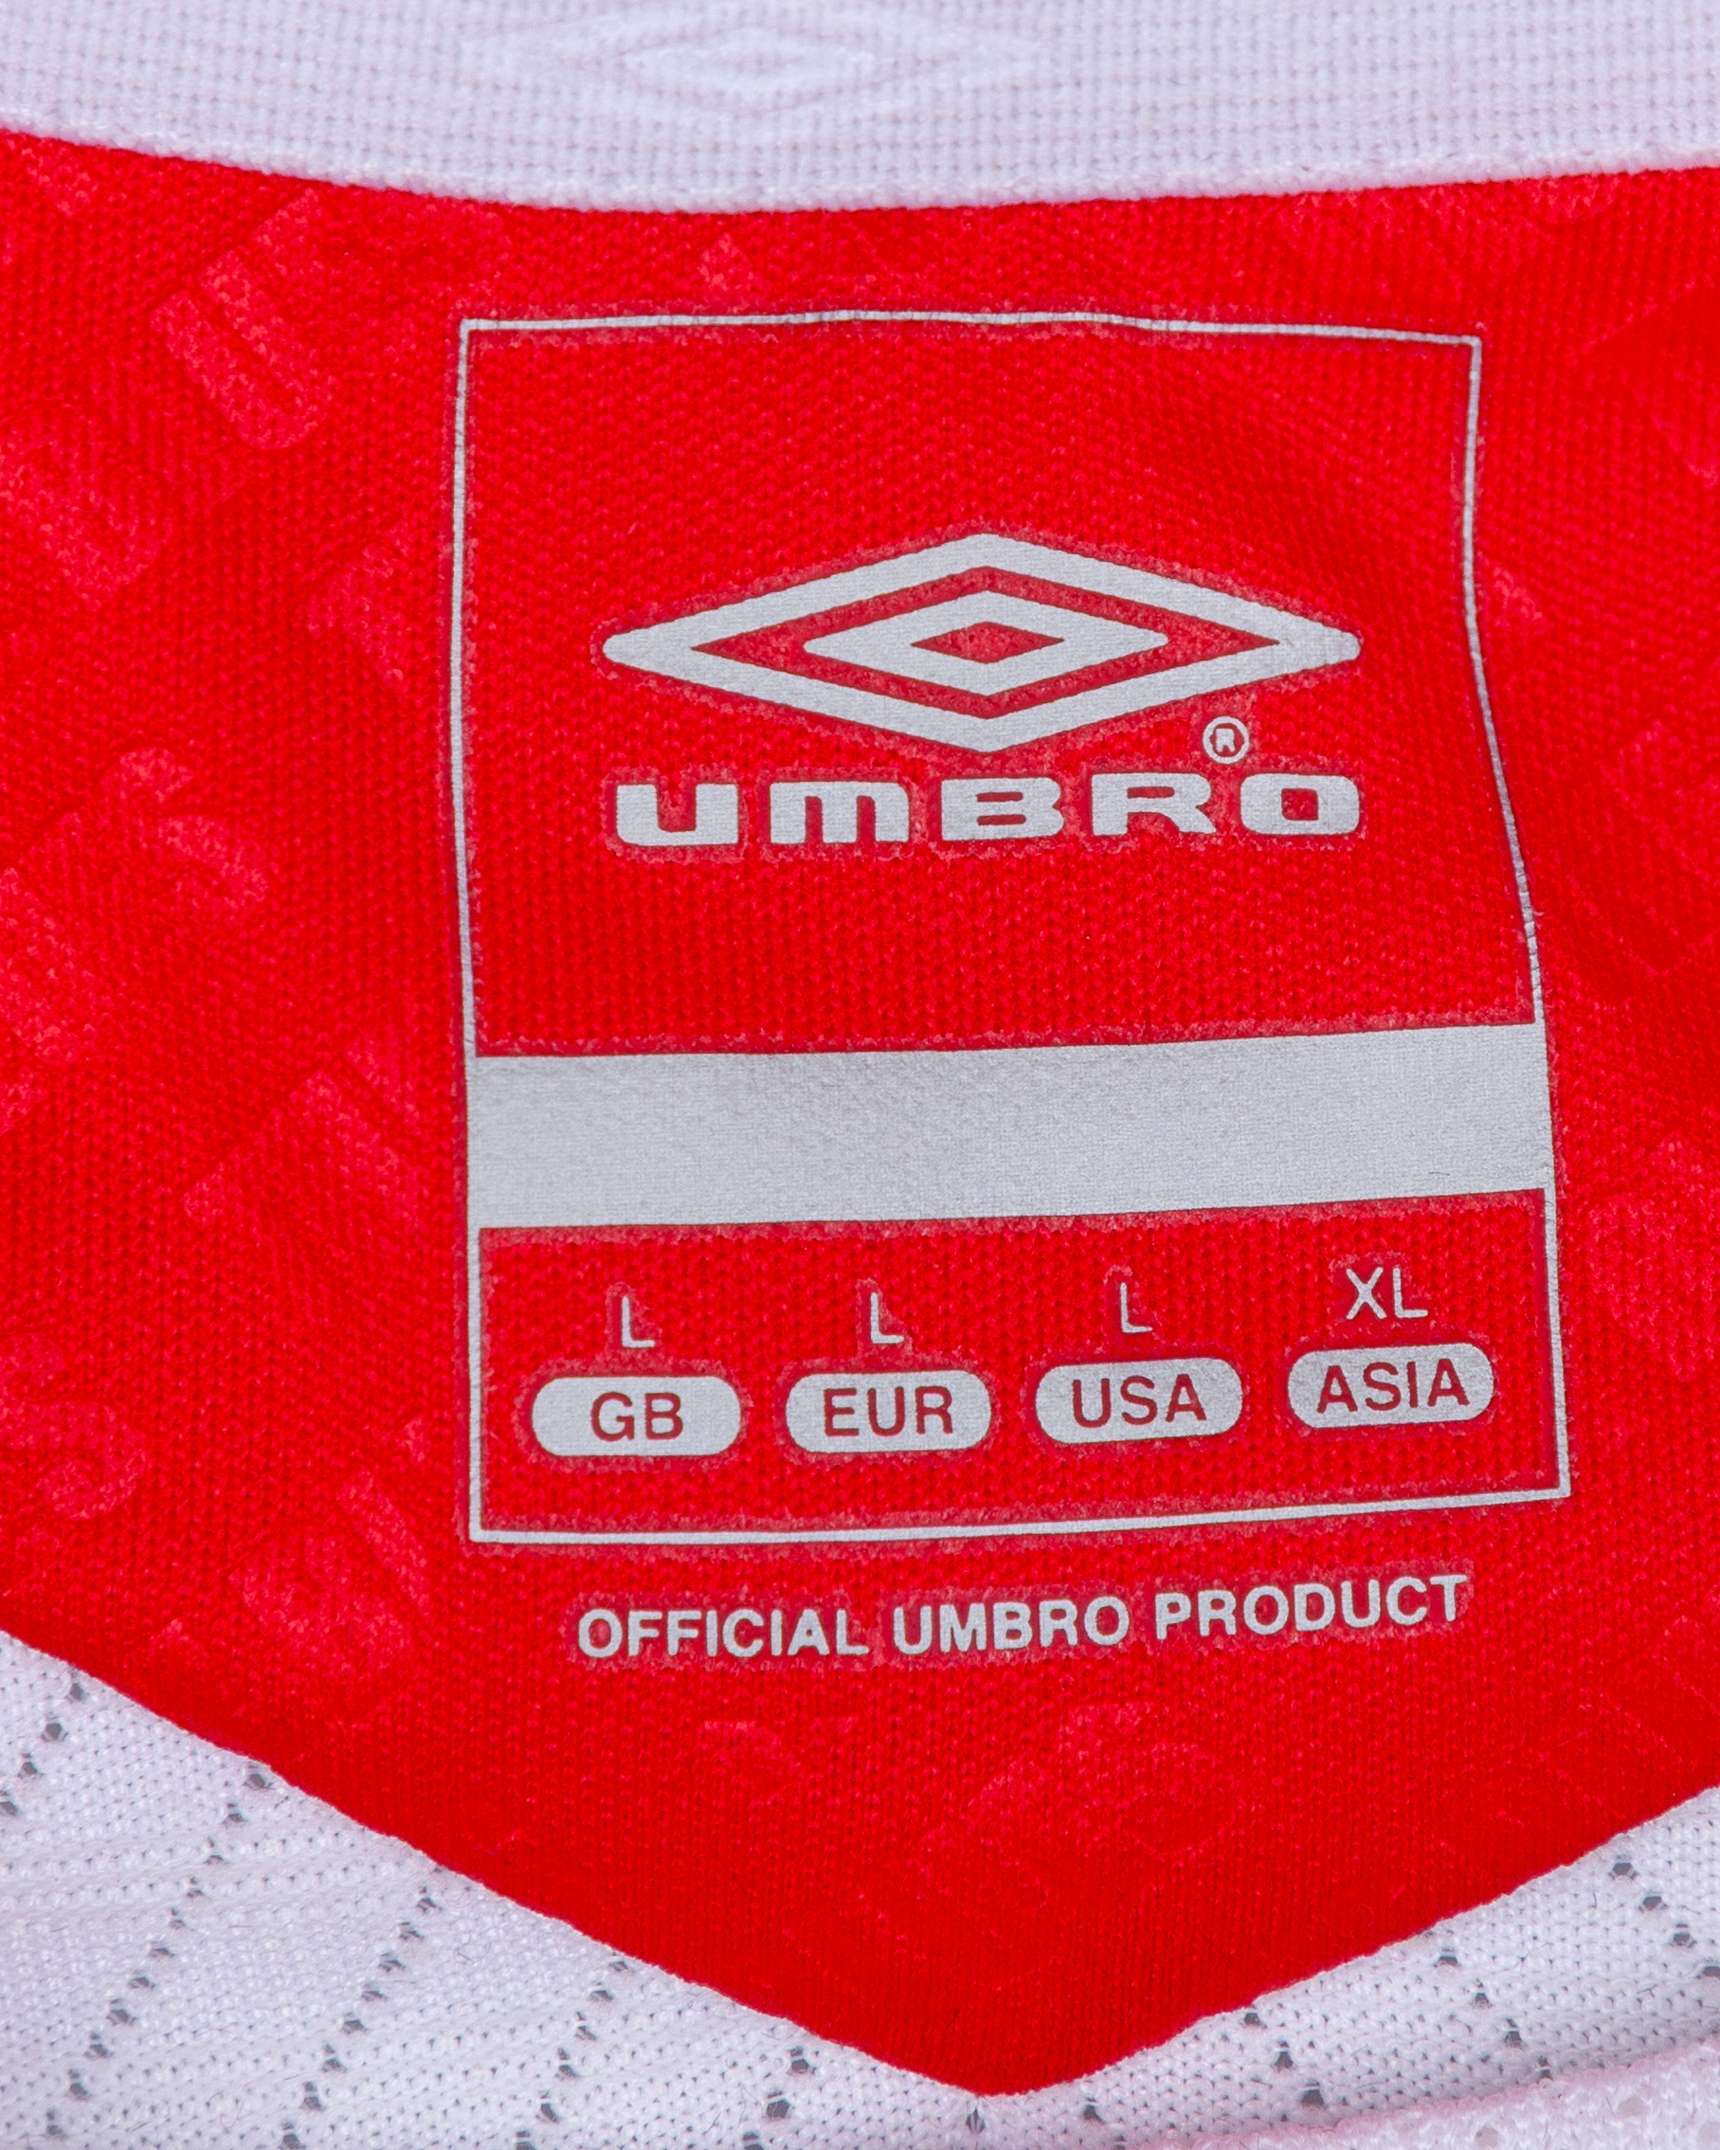 ®
UMBRO
L L L XL
GB EUR USA ASIA
OFFICIAL UMBRO PRODUCT